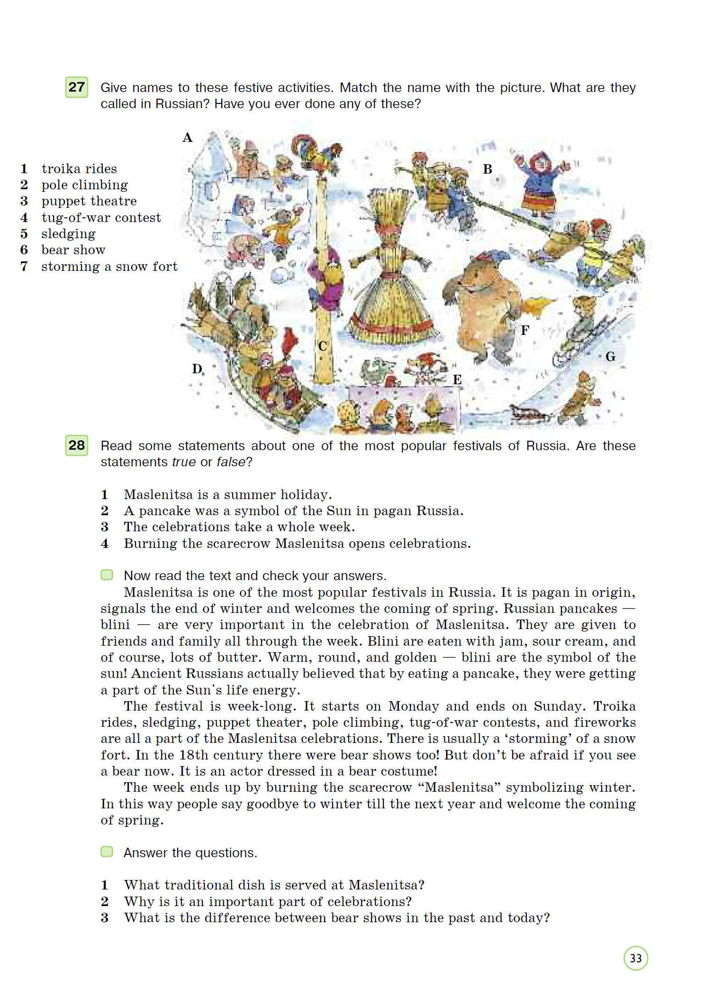 27 Give names to these festive activities. Match the name with the picture. What are they
called in Russian? Have you ever done any of these?
1 troika rides
2 pole climbing
3 puppet theatre
4 tug-of-war contest
5 sledging
6 bear show
7 storming a snow fort
A
B
C
D
E
F
G
28 Read some statements about one of the most popular festivals of Russia. Are these
statements true or false?
1 Maslenitsa is a summer holiday.
2 A pancake was a symbol of the Sun in pagan Russia.
3 The celebrations take a whole week.
4 Burning the scarecrow Maslenitsa opens celebrations.
Now read the text and check your answers.
Maslenitsa is one of the most popular festivals in Russia. It is pagan in origin,
signals the end of winter and welcomes the coming of spring. Russian pancakes —
blini — are very important in the celebration of Maslenitsa. They are given to
friends and family all through the week. Blini are eaten with jam, sour cream, and
of course, lots of butter. Warm, round, and golden — blini are the symbol of the
sun! Ancient Russians actually believed that by eating a pancake, they were getting
a part of the Sun's life energy.
The festival is week-long. It starts on Monday and ends on Sunday. Troika
rides, sledging, puppet theater, pole climbing, tug-of-war contests, and fireworks
are all a part of the Maslenitsa celebrations. There is usually a ‘storming’ of a snow
fort. In the 18th century there were bear shows too! But don’t be afraid if you see
a bear now. It is an actor dressed in a bear costume!
The week ends up by burning the scarecrow “Maslenitsa” symbolizing winter.
In this way people say goodbye to winter till the next year and welcome the coming
of spring.
Answer the questions.
1 What traditional dish is served at Maslenitsa?
2 Why is it an important part of celebrations?
3 What is the difference between bear shows in the past and today?
33